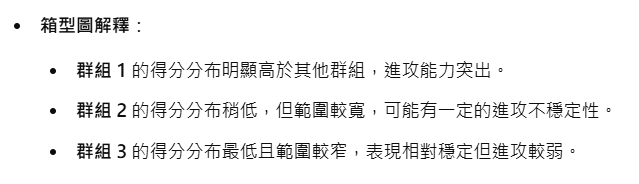 箱型圖解釋：
群組 1 的得分分布明顯高於其他群組，進攻能力突出。
群組 2 的得分分布稍低，但範圍較寬，可能有一定的進攻不穩定性。
群組 3 的得分分布最低且範圍較窄，表現相對穩定但進攻較弱。